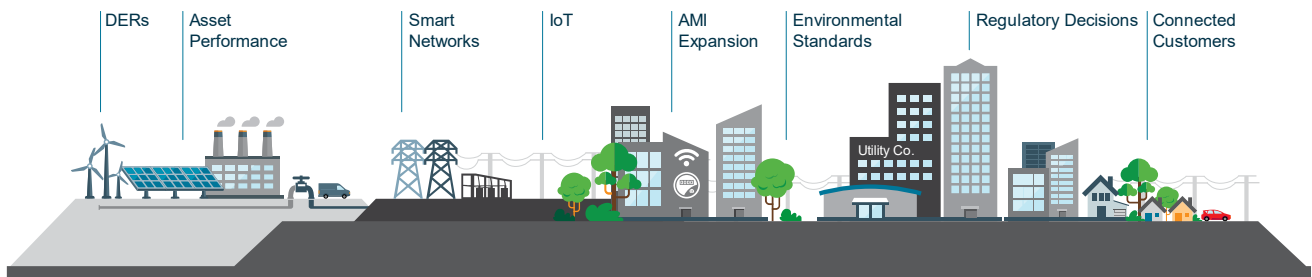 DERs
Asset
Performance
Smart
Networks
IoT
AMI
Expansion
Environmental
Standards
Regulatory Decisions
Connected
Customers
Utility Co.